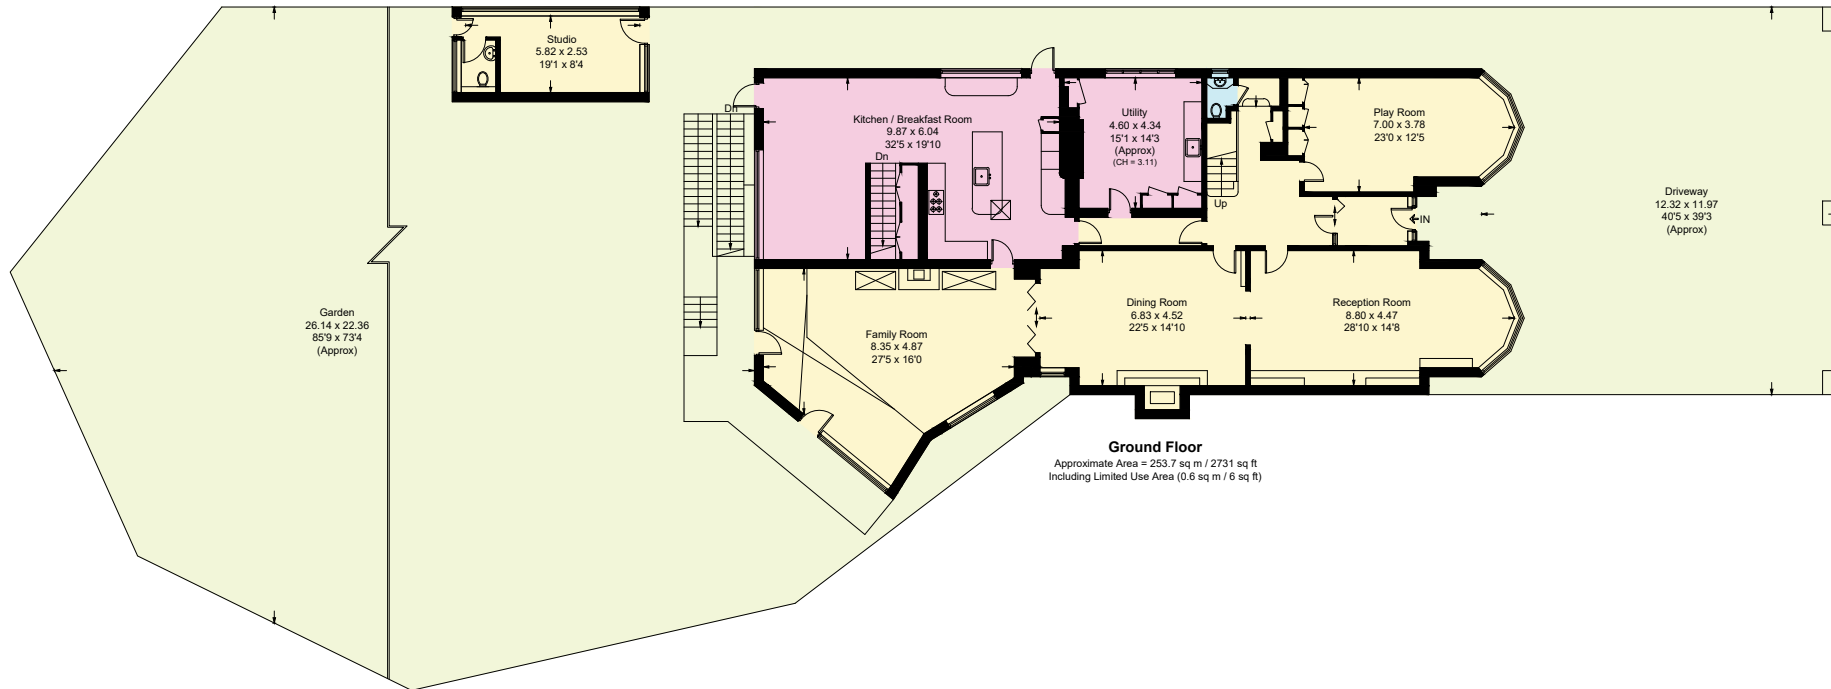 Studio
5.82 x 2.53
19'1 x 8'4
Dn
Kitchen / Breakfast Room
9.87 x 6.04
32'5 x 19'10
Dn
Utility
4.60 x 4.34
15'1 x 14'3
(Approx)
(CH = 3.11)
Up
Play Room
7.00 x 3.78
23'0 x 12'5
IN
Driveway
12.32 x 11.97
40'5 x 39'3
(Approx)
Garden
26.14 x 22.36
85'9 x 73'4
(Approx)
Family Room
8.35 x 4.87
27'5 x 16'0
Dining Room
6.83 x 4.52
22'5 x 14'10
Reception Room
8.80 x 4.47
28'10 x 14'8
Ground Floor
Approximate Area = 253.7 sq m / 2731 sq ft
Including Limited Use Area (0.6 sq m / 6 sq ft)